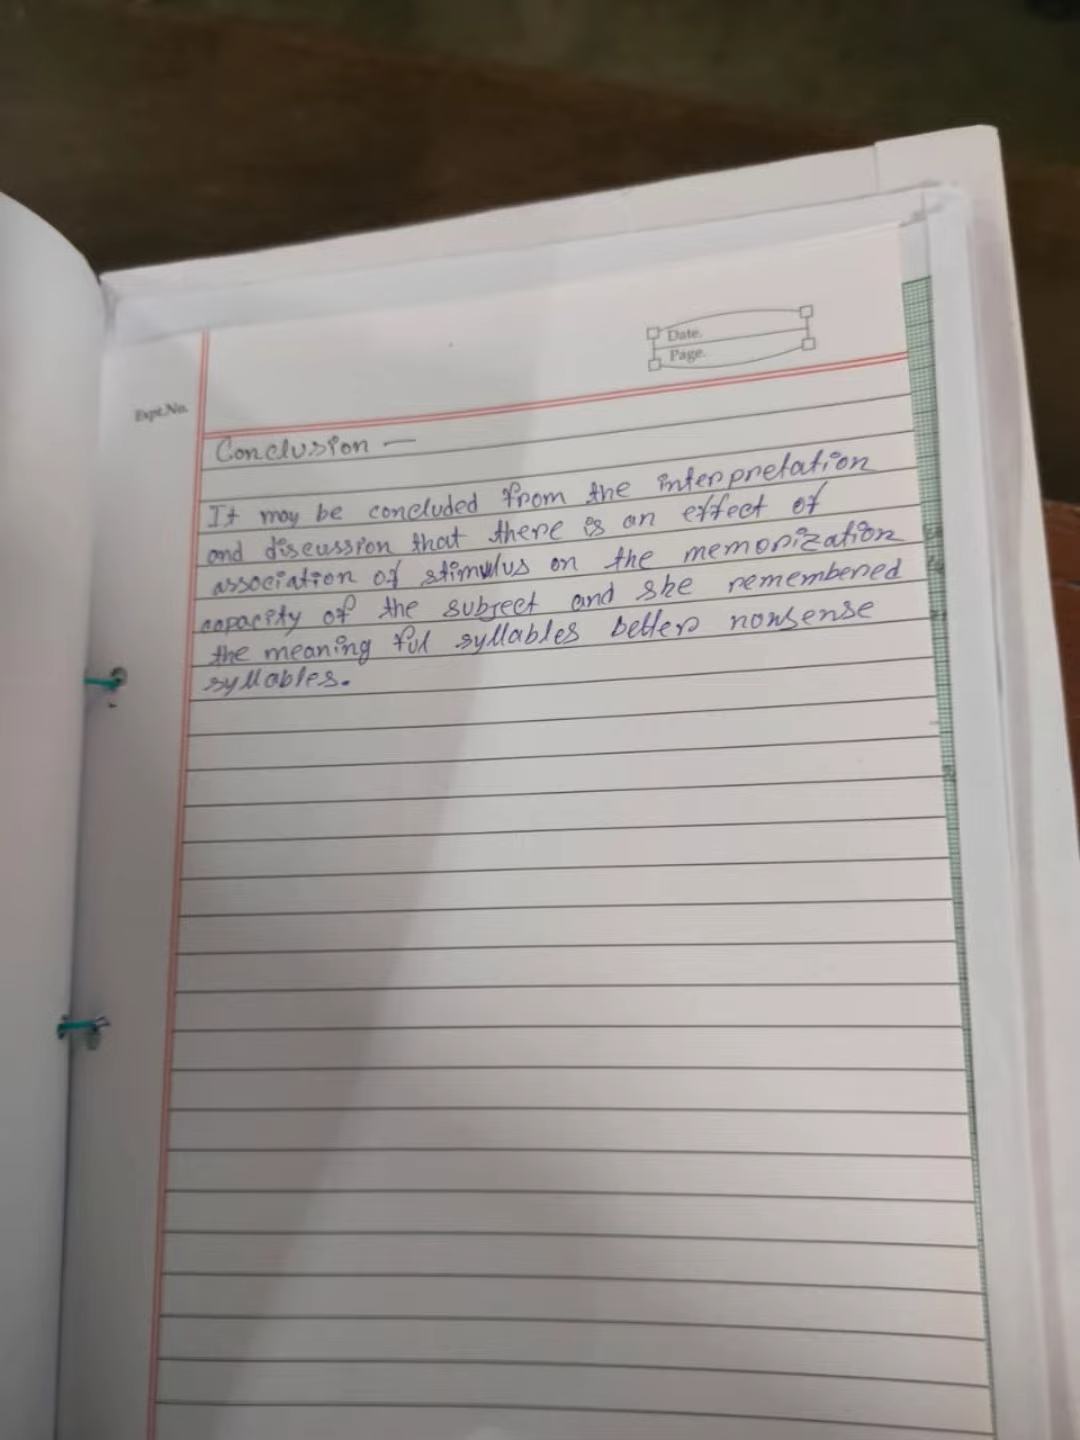 Date.
Page.
Expt.No.
Conclusion —
It may be concluded from the interpretation
and discussion that there is an effect of
association of stimulus on the memorization
capacity of the subject and she remembered
the meaning ful syllables better nonsense
syllables.